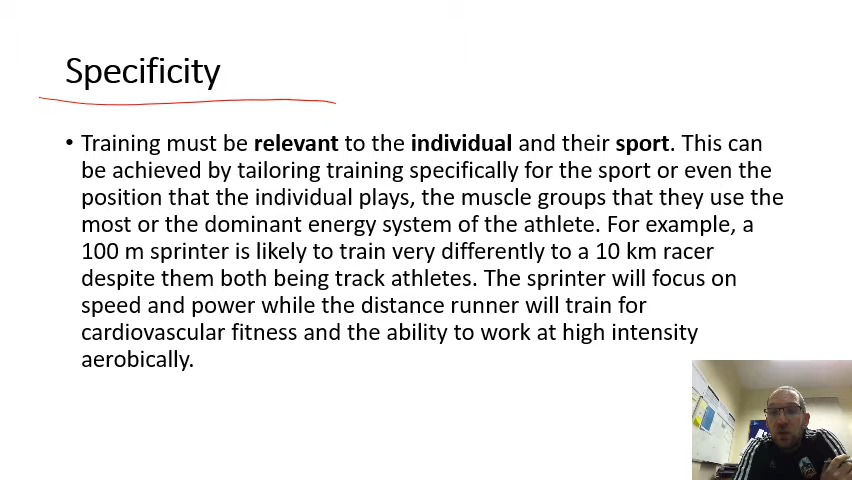 Specificity
• Training must be relevant to the individual and their sport. This can
be achieved by tailoring training specifically for the sport or even the
position that the individual plays, the muscle groups that they use the
most or the dominant energy system of the athlete. For example, a
100 m sprinter is likely to train very differently to a 10 km racer
despite them both being track athletes. The sprinter will focus on
speed and power while the distance runner will train for
cardiovascular fitness and the ability to work at high intensity
aerobically.